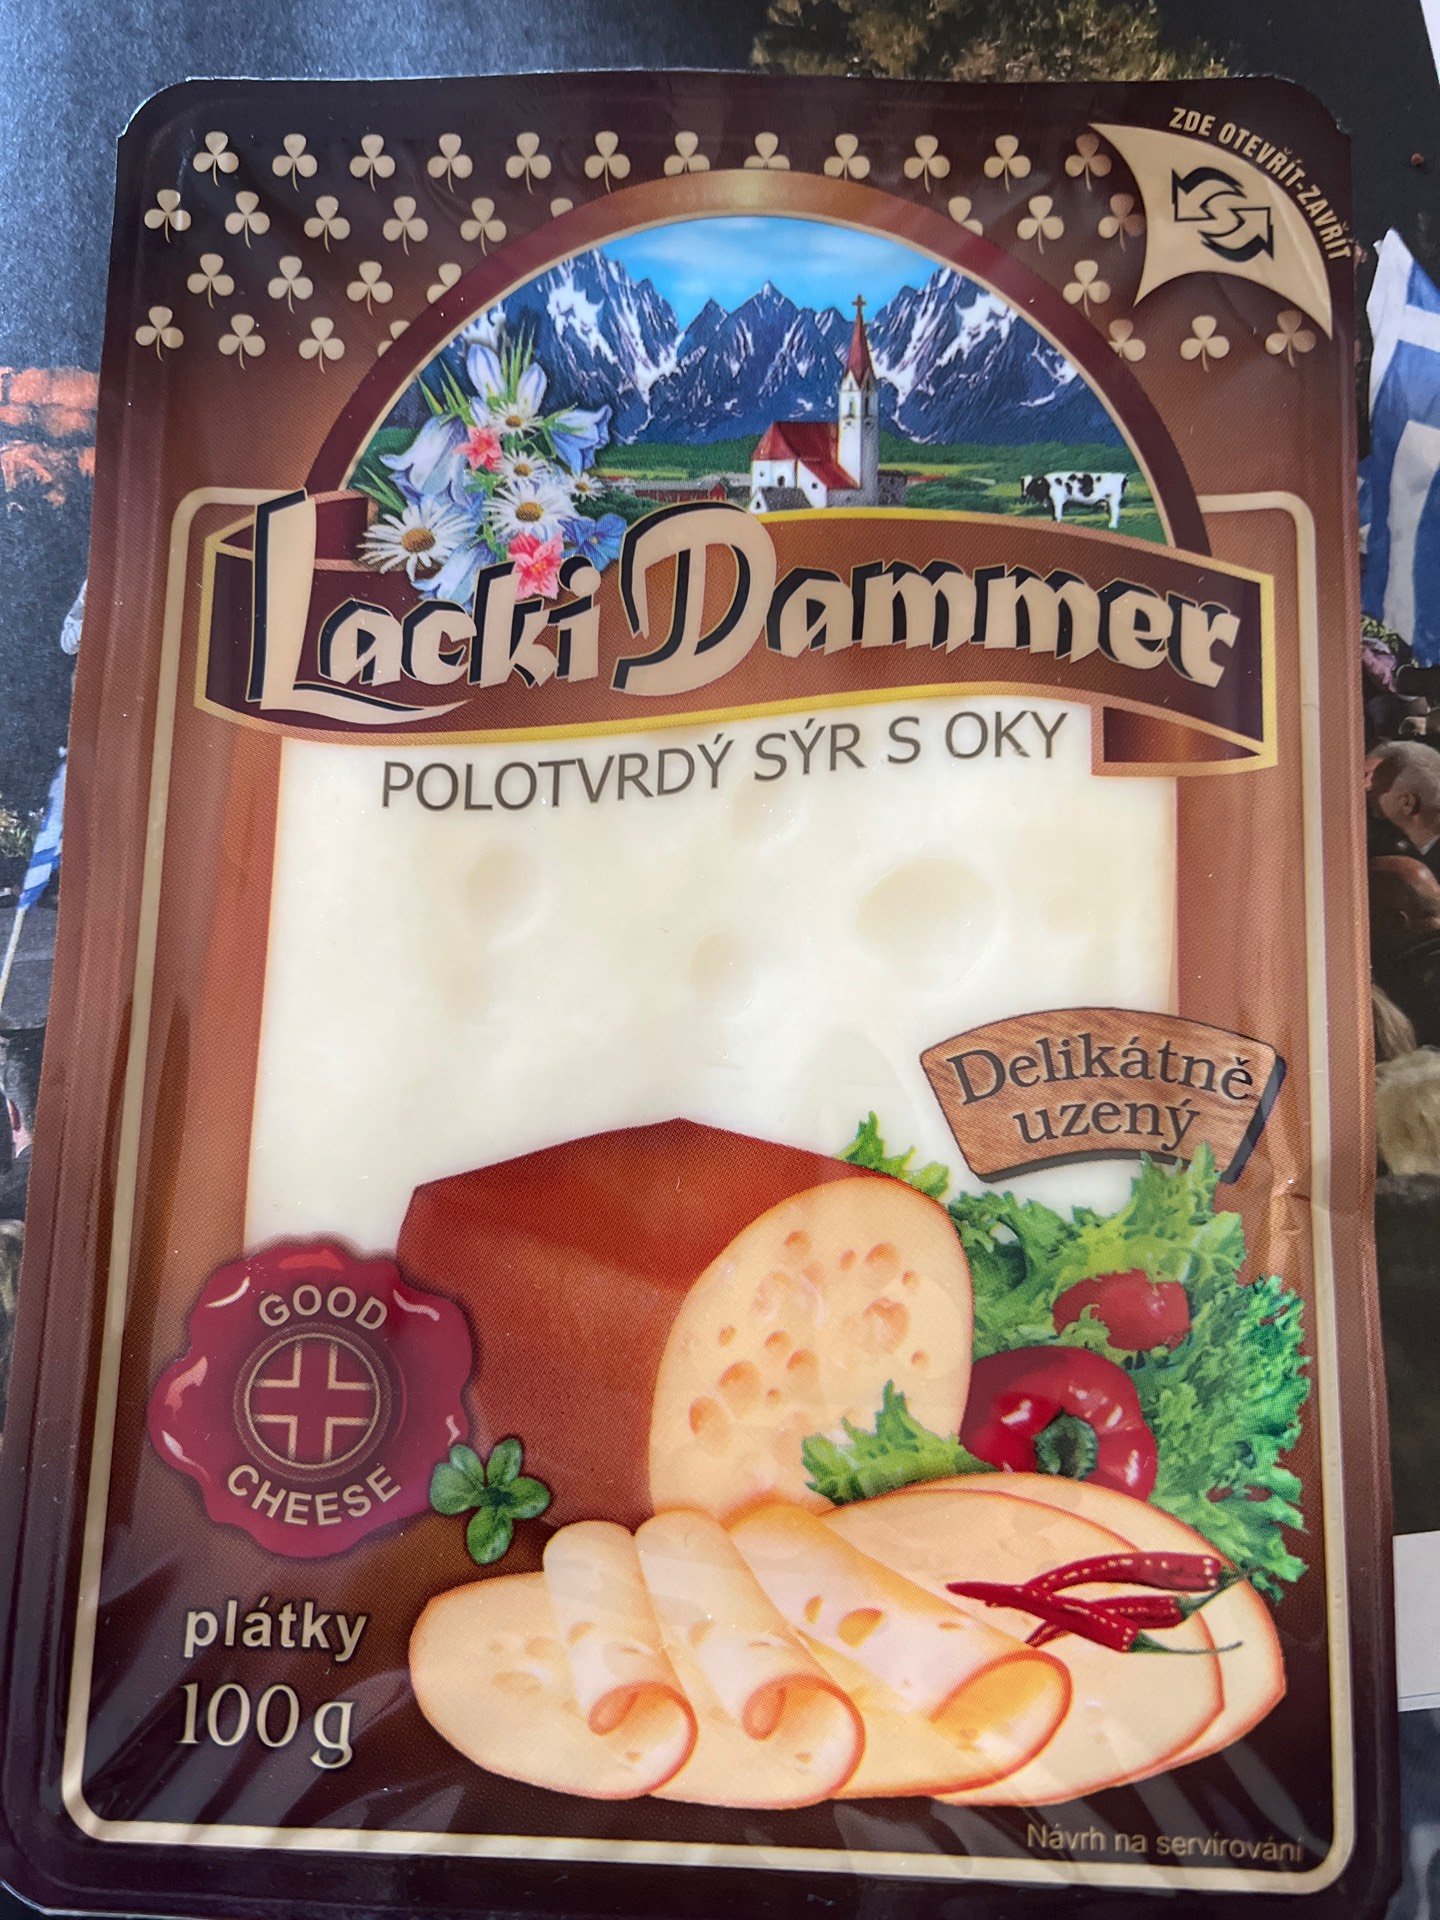 ZDE OTEVŘÍT-ZAVŘÍT
Lacki Dammer
POLOTVRDÝ SÝR S OKY
Delikátně
uzený
GOOD
CHEESE
plátky
100 g
Návrh na servírování